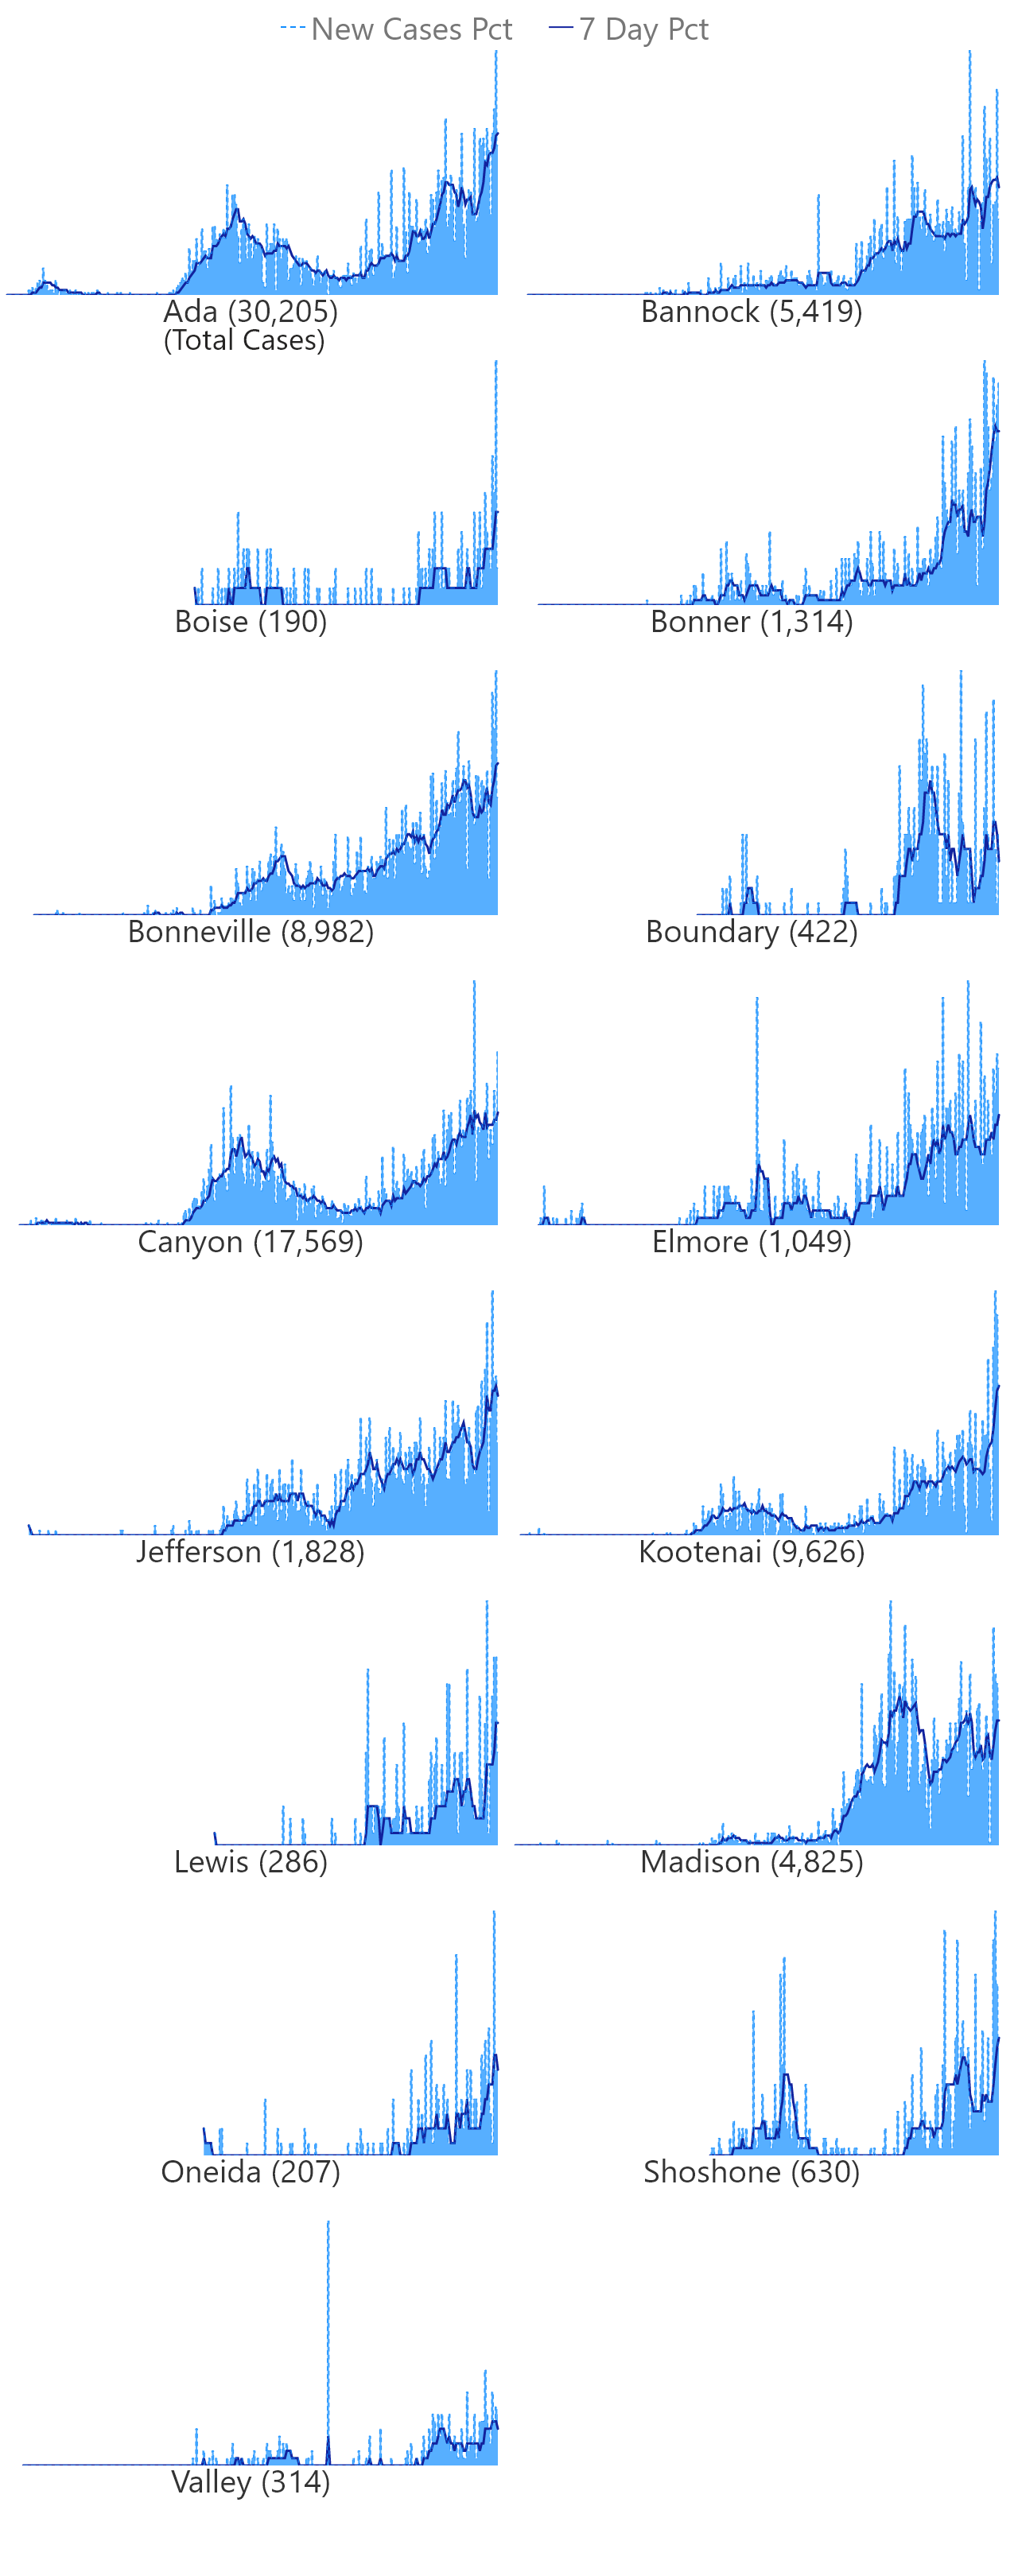 New Cases Pct 7 Day Pct
Ada (30,205)
(Total Cases)
Bannock (5,419)
Boise (190)
Bonner (1,314)
Bonneville (8,982)
Boundary (422)
Canyon (17,569)
Elmore (1,049)
Jefferson (1,828)
Kootenai (9,626)
Lewis (286)
Madison (4,825)
Oneida (207)
Shoshone (630)
Valley (314)